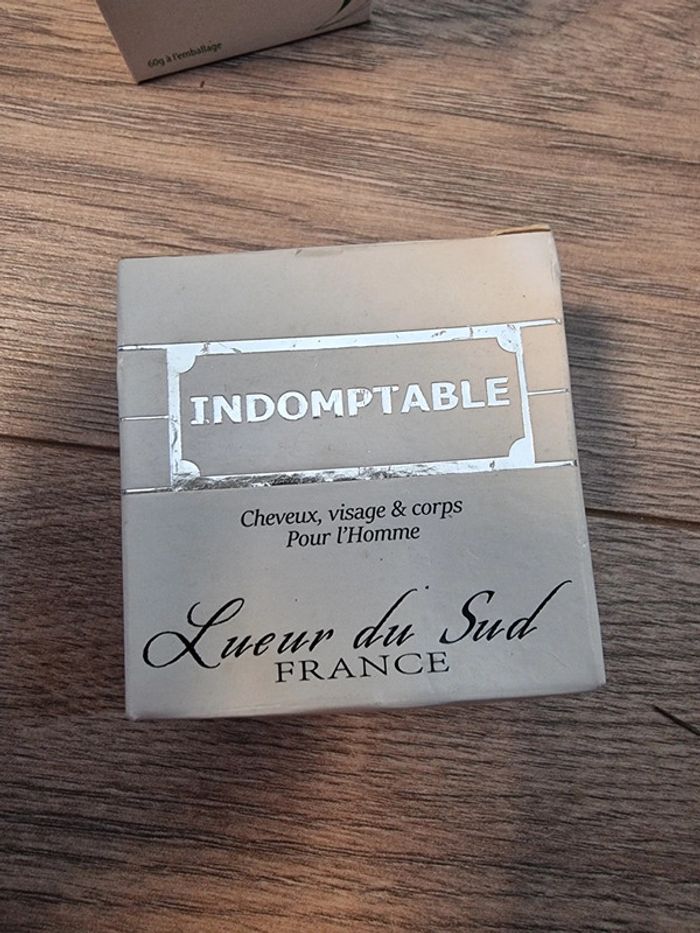 60g à l'emballage
INDOMPTABLE
Cheveux, visage & corps
Pour l'Homme
Lueur du Sud
FRANCE